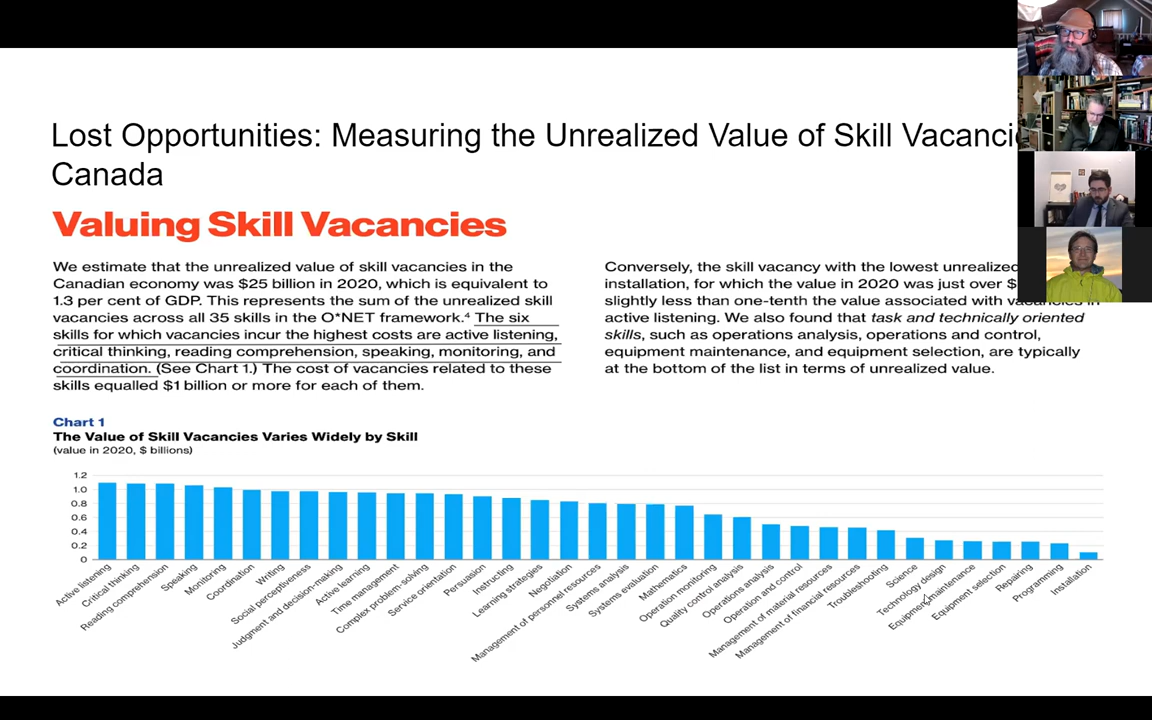 Lost Opportunities: Measuring the Unrealized Value of Skill
Canada
Valuing Skill Vacancies
We estimate that the unrealized value of skill vacancies in the
Canadian economy was $25 billion in 2020, which is equivalent to
1.3 per cent of GDP. This represents the sum of the unrealized skill
vacancies across all 35 skills in the O*NET framework.⁴ The six
skills for which vacancies incur the highest costs are active listening,
critical thinking, reading comprehension, speaking, monitoring, and
coordination. (See Chart 1.) The cost of vacancies related to these
skills equalled $1 billion or more for each of them.
Conversely, the skill vacancy with the lowest unrealized
installation, for which the value in 2020 was just over $
slightly less than one-tenth the value associated with vacancies in
active listening. We also found that task and technically oriented
skills, such as operations analysis, operations and control,
equipment maintenance, and equipment selection, are typically
at the bottom of the list in terms of unrealized value.
Chart 1
The Value of Skill Vacancies Varies Widely by Skill
(value in 2020, $ billions)
1.2
1.0
0.8
0.6
0.4
0.2
0
Active listening
Critical thinking
Reading comprehension
Speaking
Monitoring
Coordination
Writing
Social perceptiveness
Judgment and decision-making
Active learning
Time management
Complex problem-solving
Service orientation
Persuasion
Instructing
Learning strategies
Negotiation
Management of personnel resources
Systems analysis
Systems evaluation
Mathematics
Operation monitoring
Quality control analysis
Operations analysis
Operation and control
Management of material resources
Management of financial resources
Troubleshooting
Science
Technology design
Equipment maintenance
Equipment selection
Repairing
Programming
Installation